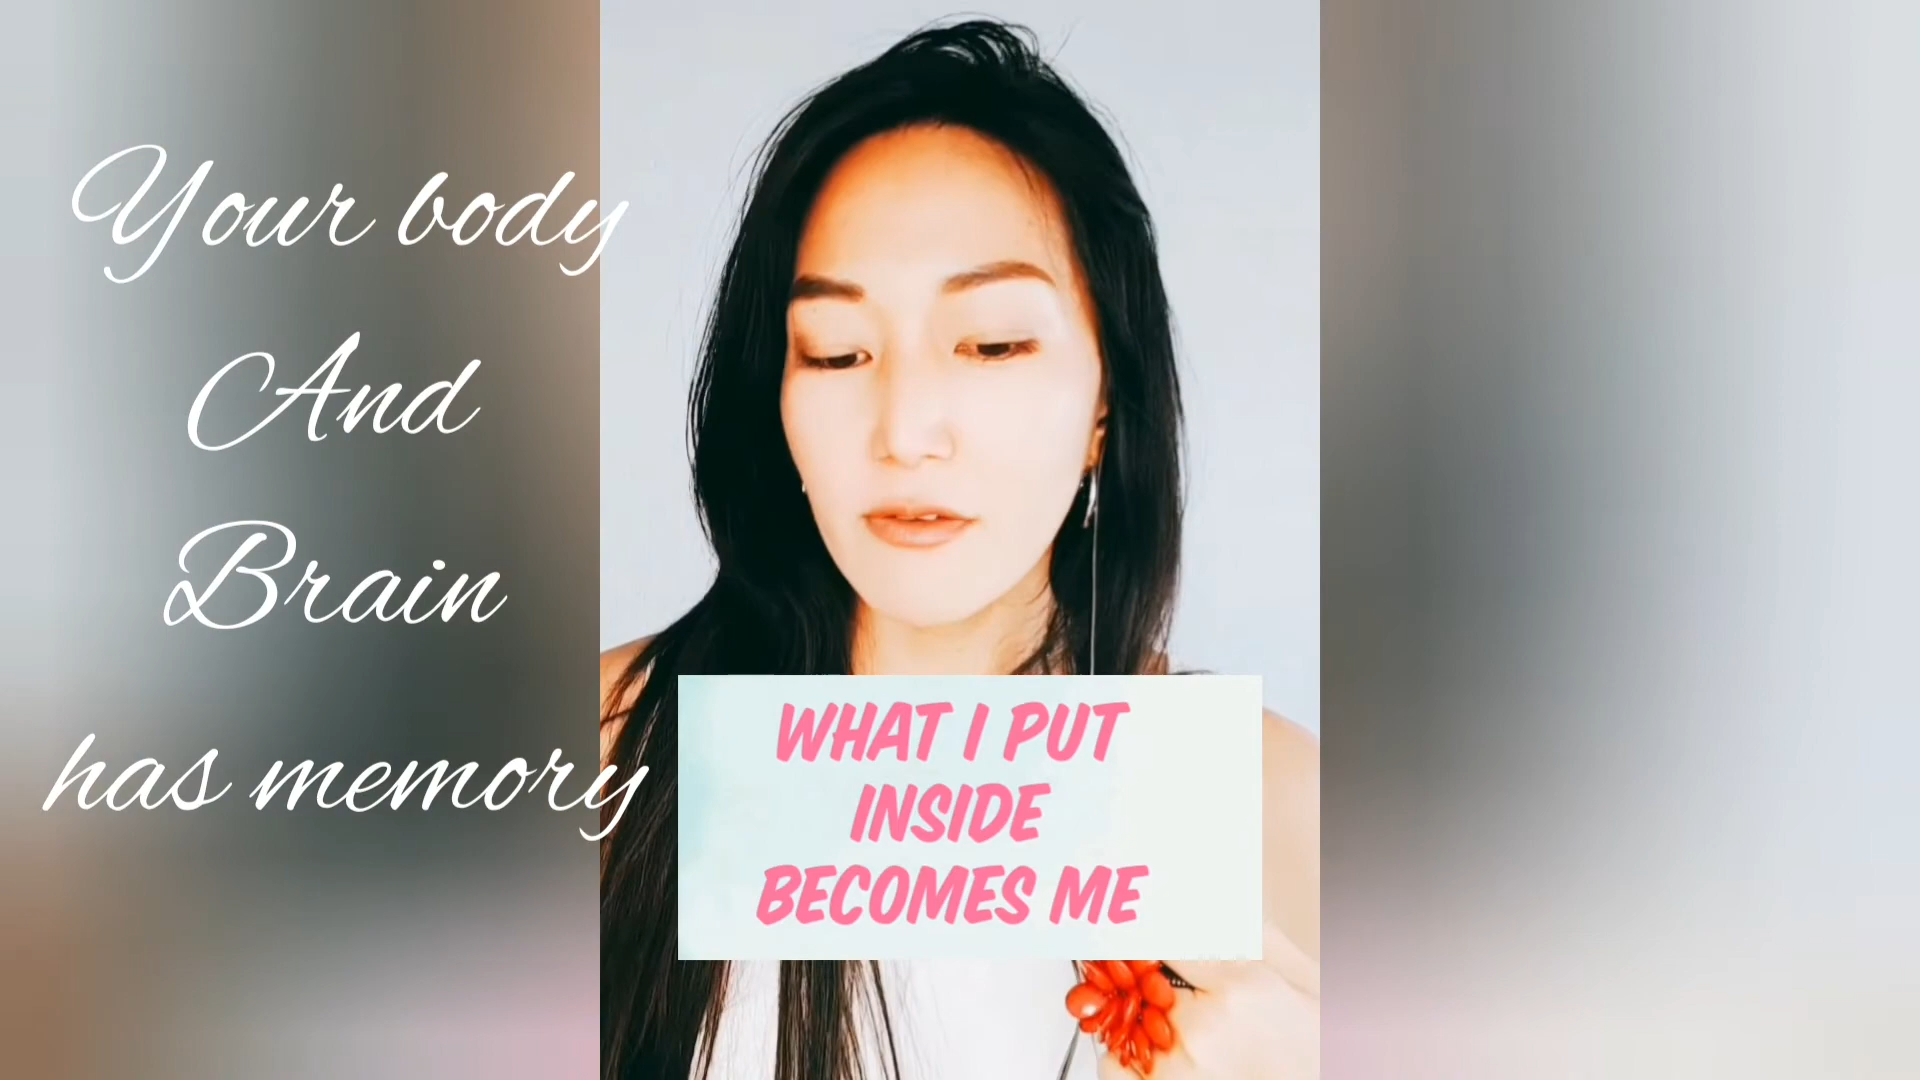 Your body
And
Brain
has memory
WHAT I PUT
INSIDE
BECOMES ME